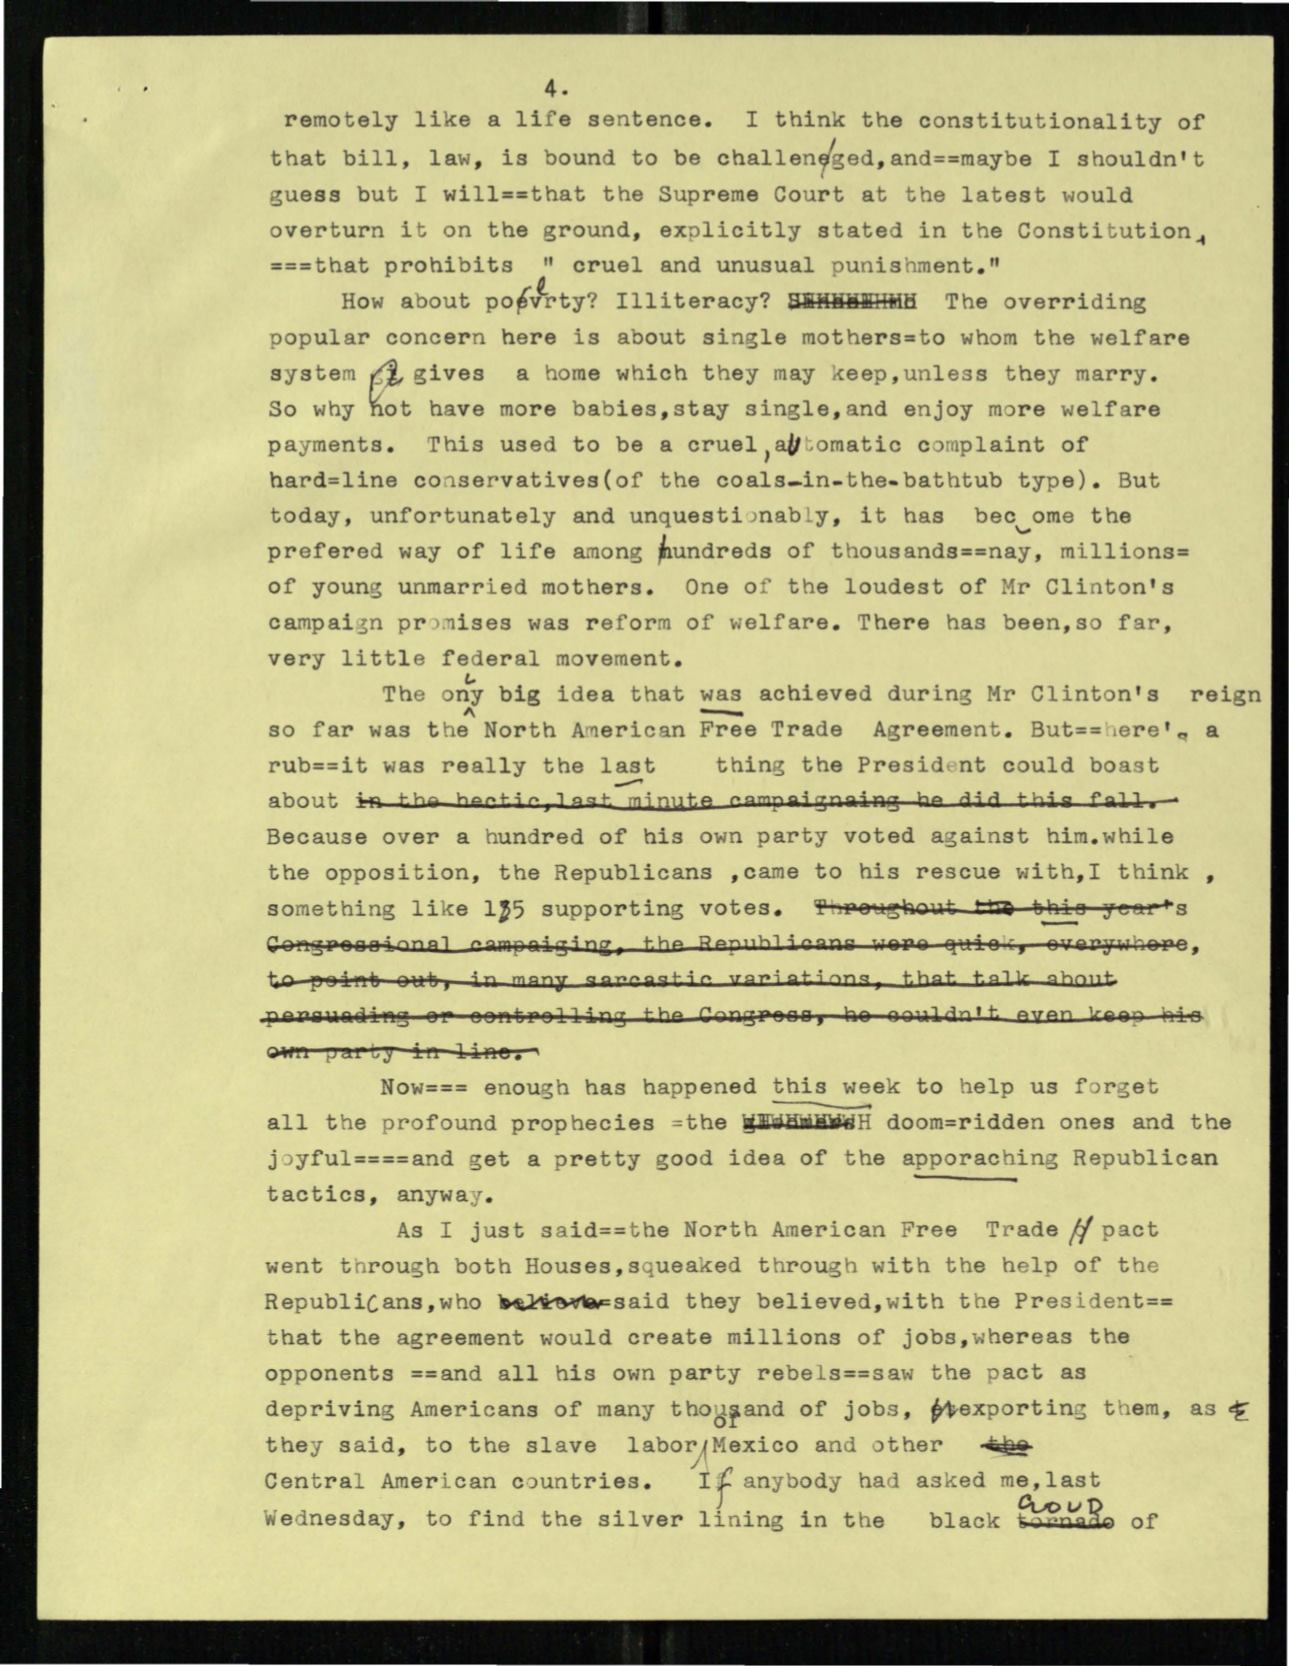 4.
remotely like a life sentence. I think the constitutionality of
that bill, law, is bound to be challenged,and==maybe I shouldn't
guess but I will==that the Supreme Court at the latest would
overturn it on the ground, explicitly stated in the Constitution,
===that prohibits " cruel and unusual punishment."
How about poverty? Illiteracy? The overriding
popular concern here is about single mothers=to whom the welfare
system gives a home which they may keep,unless they marry.
So why not have more babies,stay single,and enjoy more welfare
payments. This used to be a cruel,automatic complaint of
hard=line conservatives(of the coals-in-the-bathtub type). But
today, unfortunately and unquestionably, it has become the
prefered way of life among hundreds of thousands==nay, millions=
of young unmarried mothers. One of the loudest of Mr Clinton's
campaign promises was reform of welfare. There has been,so far,
very little federal movement.
The only big idea that was achieved during Mr Clinton's reign
so far was the North American Free Trade Agreement. But==here's a
rub==it was really the last thing the President could boast
about in the hectic,last minute campaignaing he did this fall.
Because over a hundred of his own party voted against him.while
the opposition, the Republicans ,came to his rescue with,I think ,
something like 135 supporting votes. Throughout the this year's
Congressional campaiging, the Republicans were quick, everywhere,
to point out, in many sarcastic variations, that talk about
persuading or controlling the Congress, he couldn't even keep his
own party in line.
Now=== enough has happened this week to help us forget
all the profound prophecies =the doom=ridden ones and the
joyful====and get a pretty good idea of the apporaching Republican
tactics, anyway.
As I just said==the North American Free Trade pact
went through both Houses,squeaked through with the help of the
Republicans,who believe=said they believed,with the President==
that the agreement would create millions of jobs,whereas the
opponents ==and all his own party rebels==saw the pact as
depriving Americans of many thousand of jobs, exporting them, as
they said, to the slave labor of Mexico and other the
Central American countries. If anybody had asked me,last
Wednesday, to find the silver lining in the black tornado CLOUD of